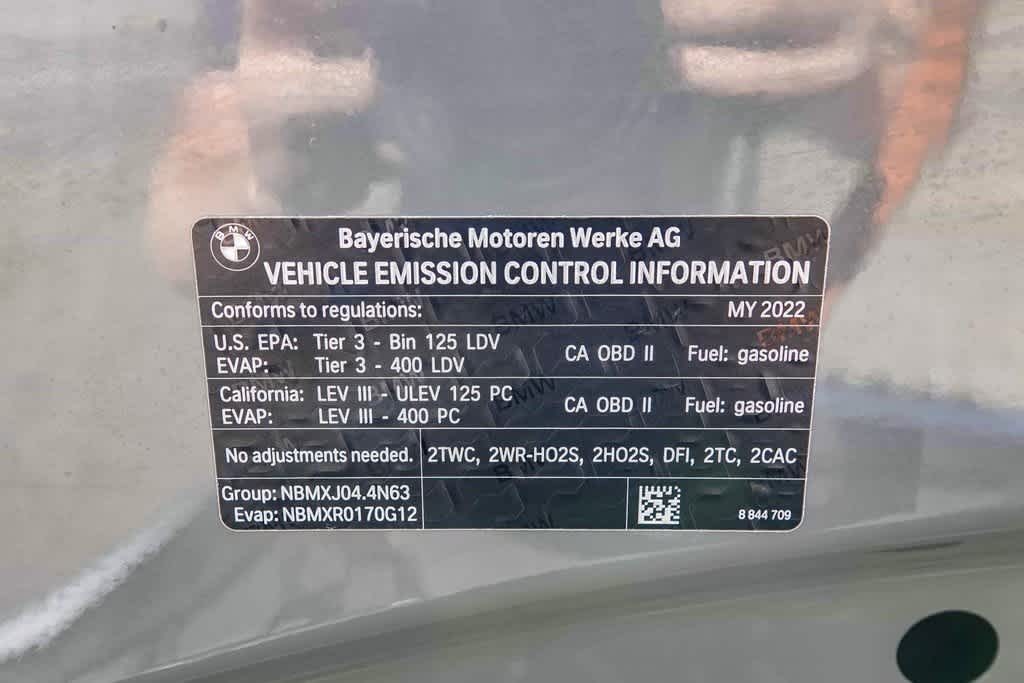 BMW
Bayerische Motoren Werke AG
VEHICLE EMISSION CONTROL INFORMATION
Conforms to regulations: MY 2022
U.S. EPA: Tier 3 - Bin 125 LDV
EVAP: Tier 3 - 400 LDV
CA OBD II Fuel: gasoline
California: LEV III - ULEV 125 PC
EVAP: LEV III - 400 PC
CA OBD II Fuel: gasoline
No adjustments needed. 2TWC, 2WR-HO2S, 2HO2S, DFI, 2TC, 2CAC
Group: NBMXJ04.4N63
Evap: NBMXR0170G12
8 844 709